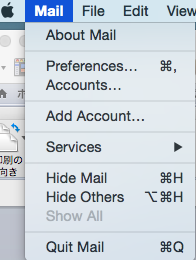 Mail File Edit View
About Mail
Preferences… ⌘,
Accounts…
Add Account…
Services ▶
Hide Mail ⌘H
Hide Others ⌥⌘H
Show All
Quit Mail ⌘Q
ホ
印刷の
向き